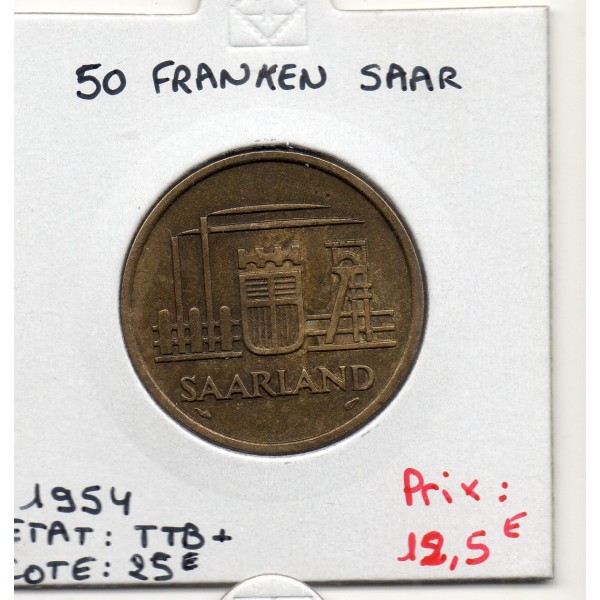 50 FRANKEN SAAR
SAARLAND
1954
ETAT: TTB+
COTE: 25€
Prix:
12,5€